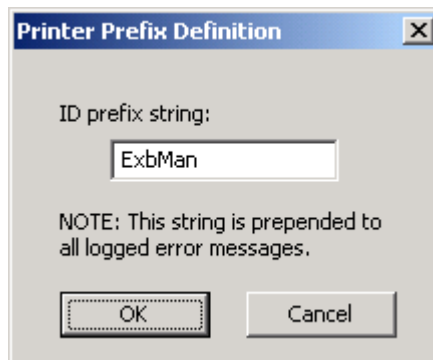 Printer Prefix Definition
ID prefix string:
ExbMan
NOTE: This string is prepended to
all logged error messages.
OK
Cancel